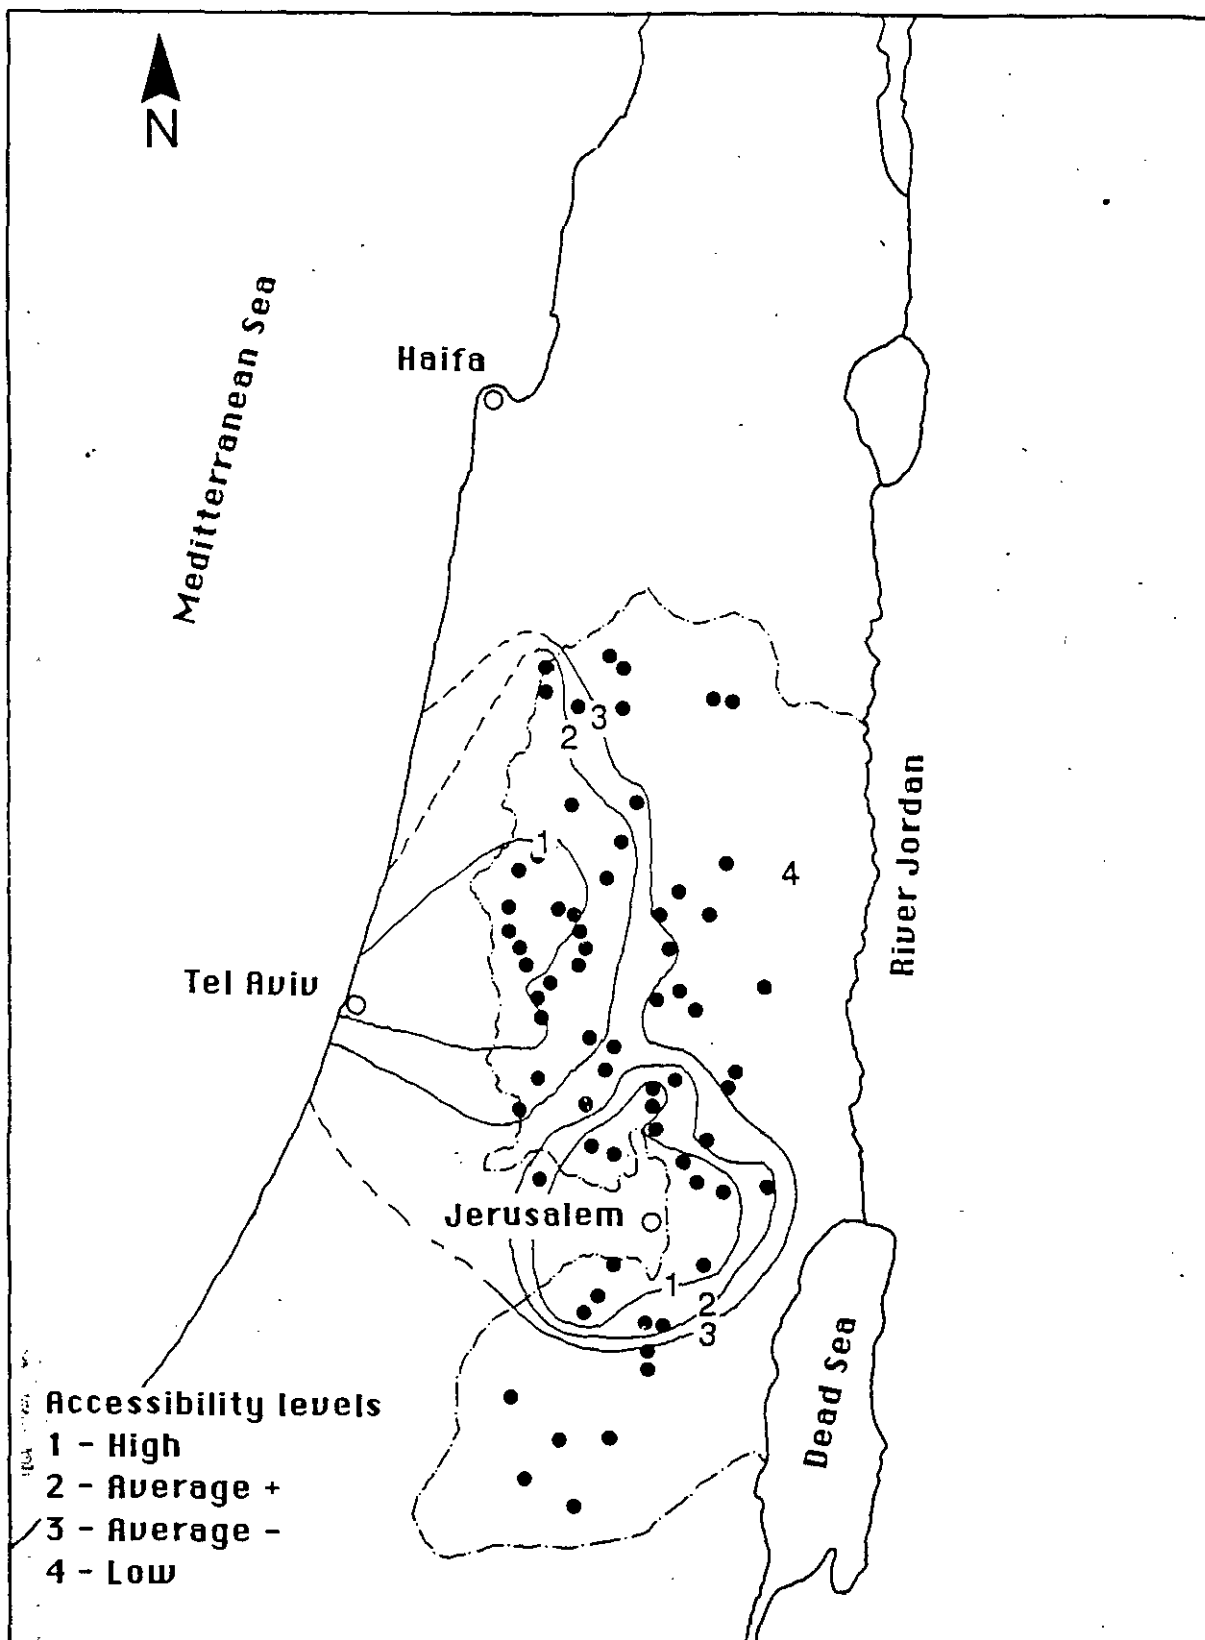 N
Mediterranean Sea
Haifa
3
2
1
4
River Jordan
Tel Aviv
Jerusalem
1
2
3
Dead Sea
Accessibility levels
1 - High
2 - Average +
3 - Average -
4 - Low